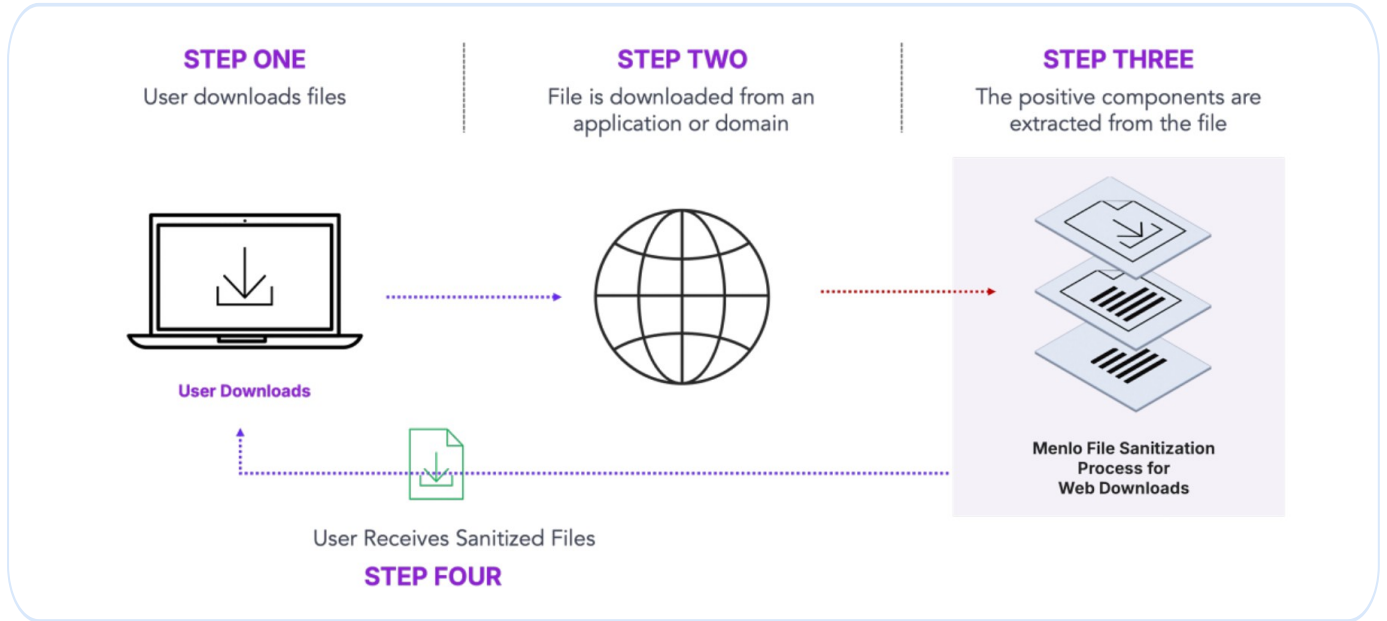 STEP ONE
User downloads files
STEP TWO
File is downloaded from an
application or domain
STEP THREE
The positive components are
extracted from the file
User Downloads
Menlo File Sanitization
Process for
Web Downloads
User Receives Sanitized Files
STEP FOUR